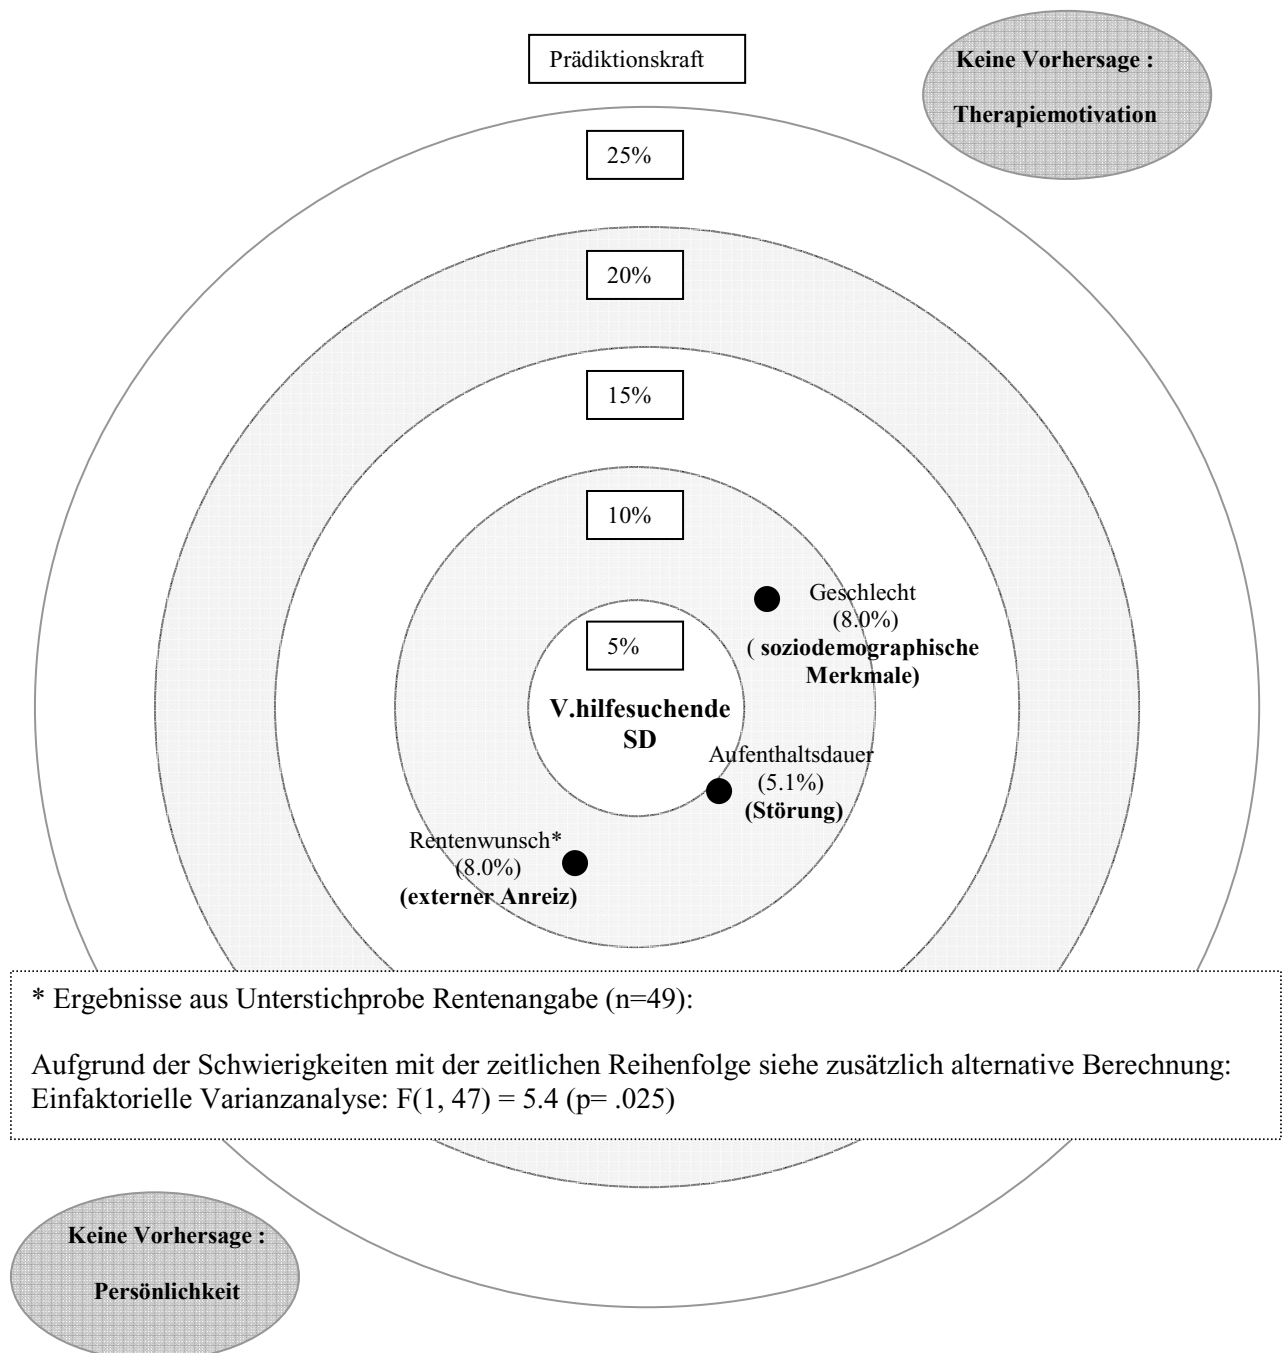 Prädiktionskraft
Keine Vorhersage :
Therapiemotivation
25%
20%
15%
10%
5%
Geschlecht
(8.0%)
( soziodemographische
Merkmale)
V.hilfesuchende
SD
Aufenthaltsdauer
(5.1%)
(Störung)
Rentenwunsch*
(8.0%)
(externer Anreiz)
* Ergebnisse aus Unterstichprobe Rentenangabe (n=49):
Aufgrund der Schwierigkeiten mit der zeitlichen Reihenfolge siehe zusätzlich alternative Berechnung:
Einfaktorielle Varianzanalyse: F(1, 47) = 5.4 (p= .025)
Keine Vorhersage :
Persönlichkeit